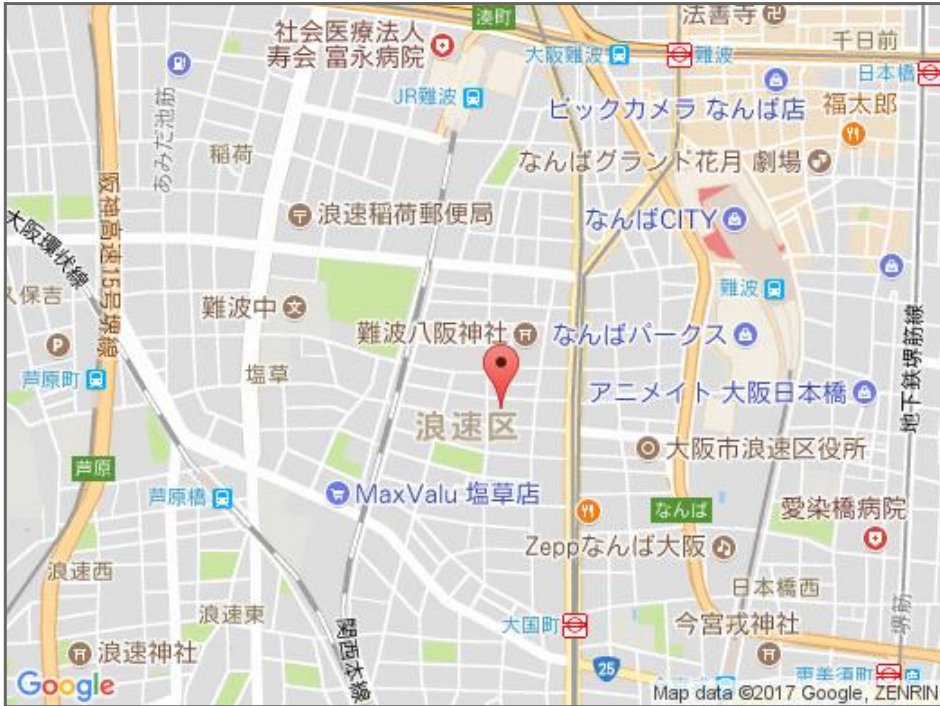 湊町
法善寺
社会医療法人
寿会 富永病院
大阪難波
難波
千日前
日本橋
JR難波
ビックカメラ なんば店
福太郎
あみだ池筋
稲荷
なんばグランド花月 劇場
阪神高速15号堺線
浪速稲荷郵便局
なんばCITY
大阪環状線
久保吉
難波中
難波
難波八阪神社
なんばパークス
地下鉄堺筋線
芦原町
塩草
アニメイト 大阪日本橋
浪速区
大阪市浪速区役所
芦原
芦原橋
MaxValu 塩草店
なんば
愛染橋病院
Zeppなんば大阪
浪速西
日本橋西
浪速東
大国町
今宮戎神社
堺筋
関西本線
浪速神社
25
恵美須町
Google
Map data ©2017 Google, ZENRIN